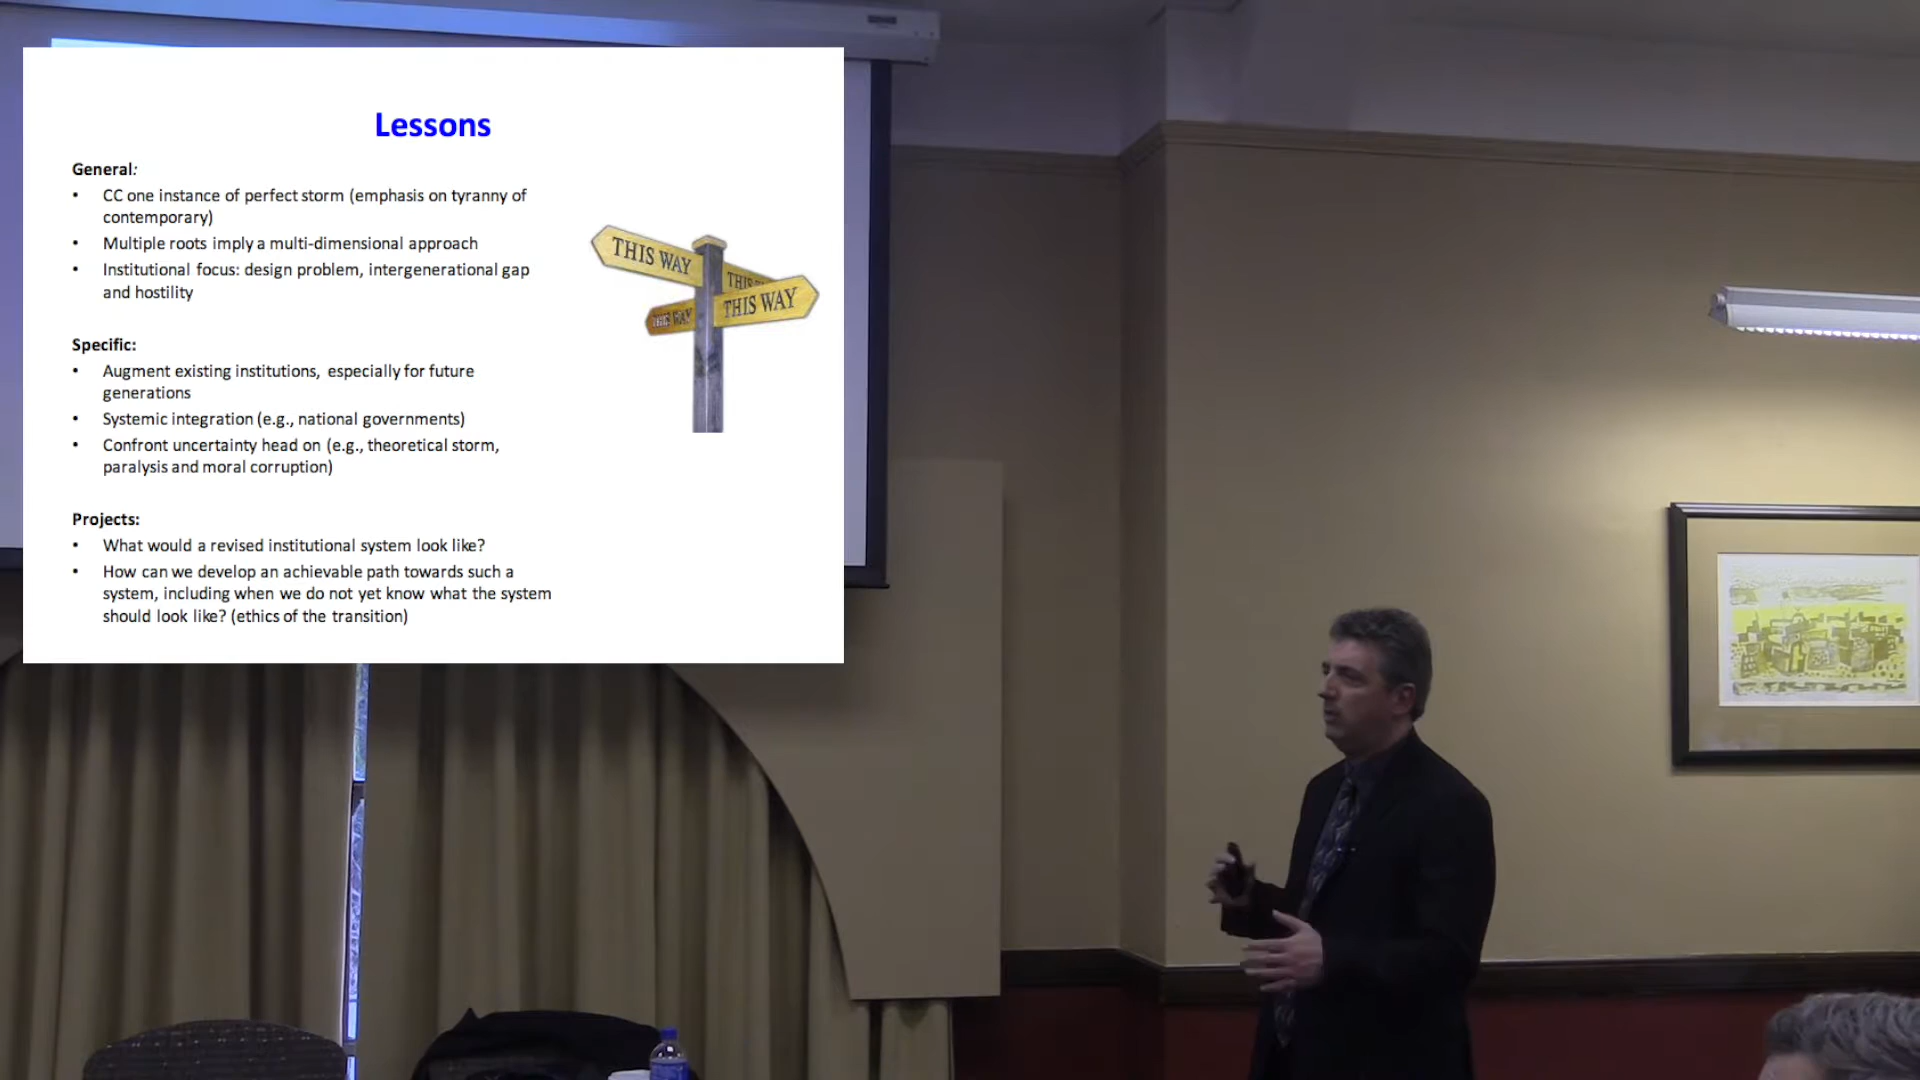 Lessons
General:
• CC one instance of perfect storm (emphasis on tyranny of
contemporary)
• Multiple roots imply a multi-dimensional approach
• Institutional focus: design problem, intergenerational gap
and hostility
Specific:
• Augment existing institutions, especially for future
generations
• Systemic integration (e.g., national governments)
• Confront uncertainty head on (e.g., theoretical storm,
paralysis and moral corruption)
Projects:
• What would a revised institutional system look like?
• How can we develop an achievable path towards such a
system, including when we do not yet know what the system
should look like? (ethics of the transition)
THIS WAY
THIS
THIS WAY
THIS WAY